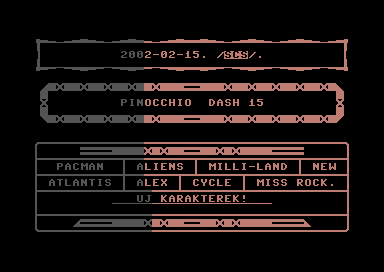 2002-02-15. /SCS/.
PINOCCHIO DASH 15
PACMAN ALIENS MILLI-LAND NEW
ATLANTIS ALEX CYCLE MISS ROCK.
UJ KARAKTEREK!